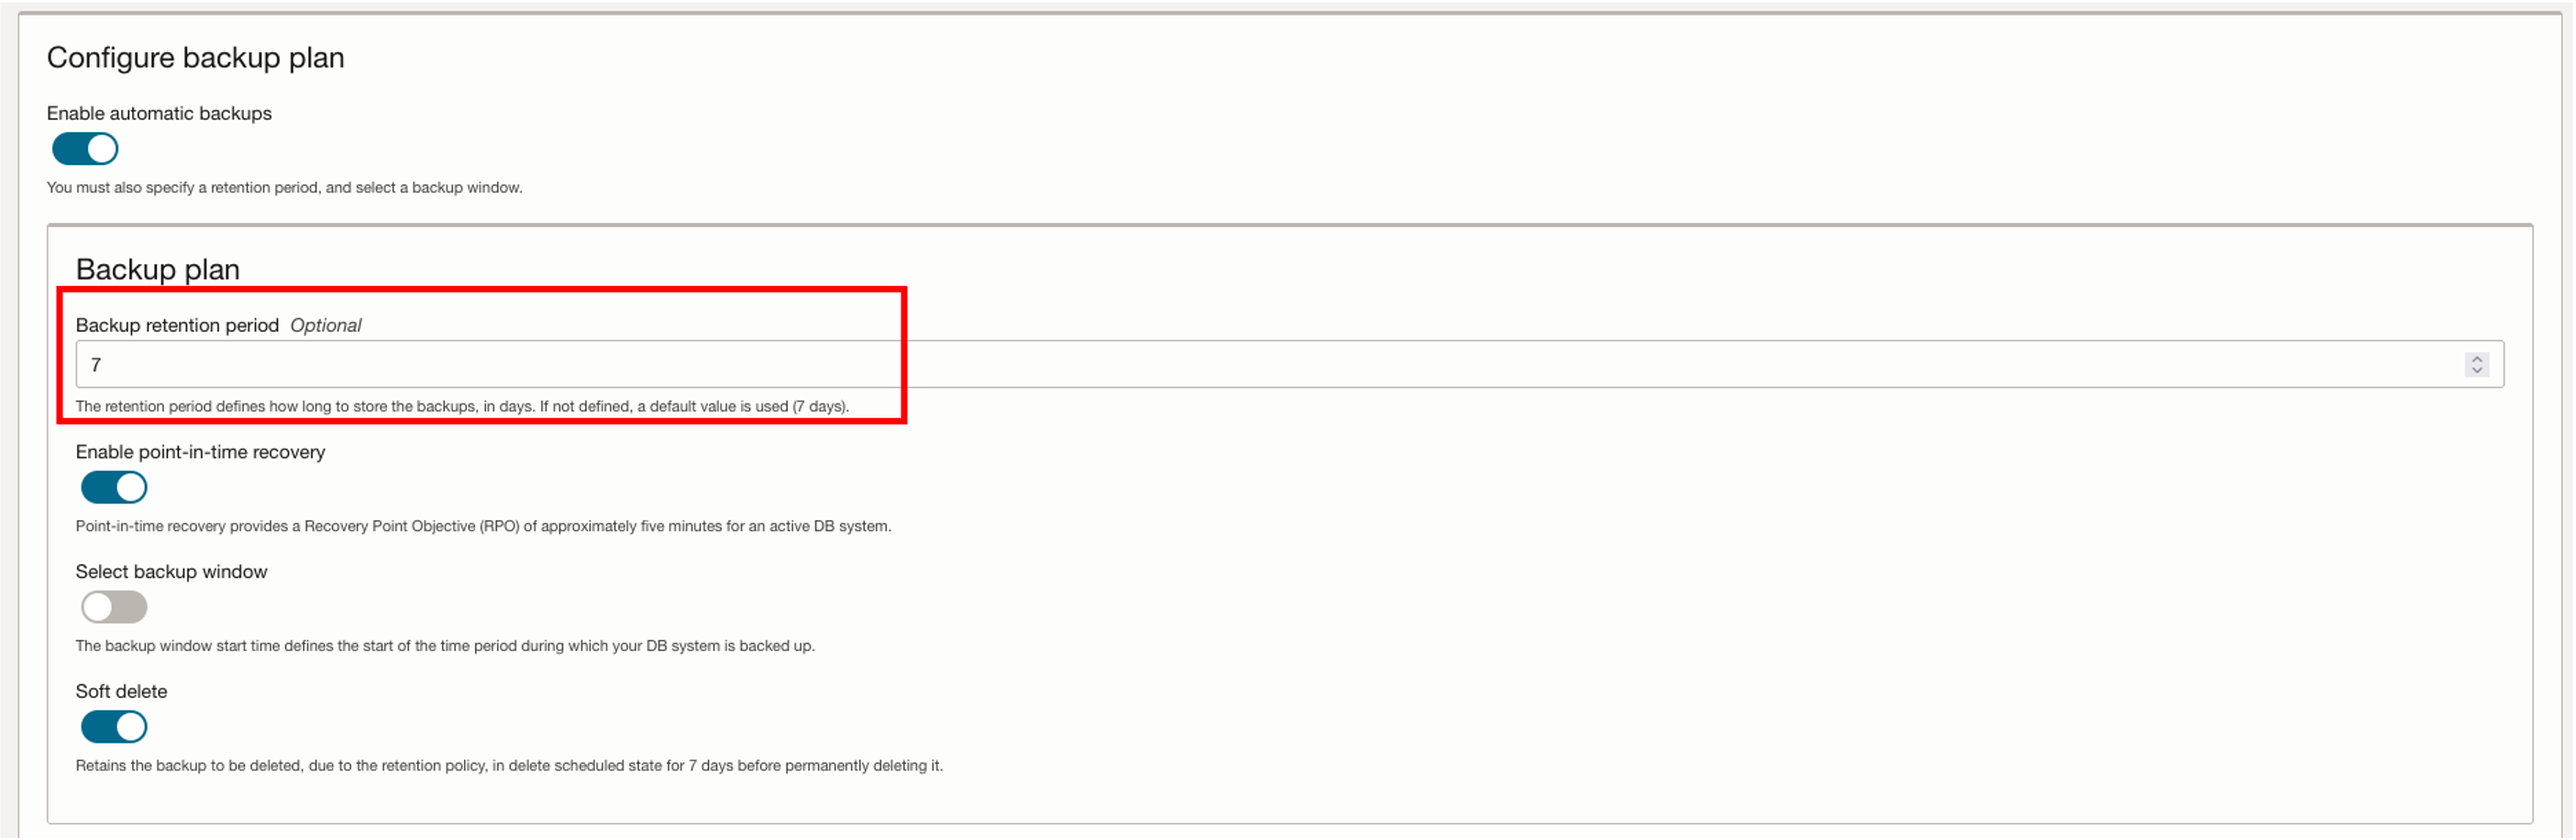 Configure backup plan
Enable automatic backups
You must also specify a retention period, and select a backup window.
Backup plan
Backup retention period Optional
7
The retention period defines how long to store the backups, in days. If not defined, a default value is used (7 days).
Enable point-in-time recovery
Point-in-time recovery provides a Recovery Point Objective (RPO) of approximately five minutes for an active DB system.
Select backup window
The backup window start time defines the start of the time period during which your DB system is backed up.
Soft delete
Retains the backup to be deleted, due to the retention policy, in delete scheduled state for 7 days before permanently deleting it.